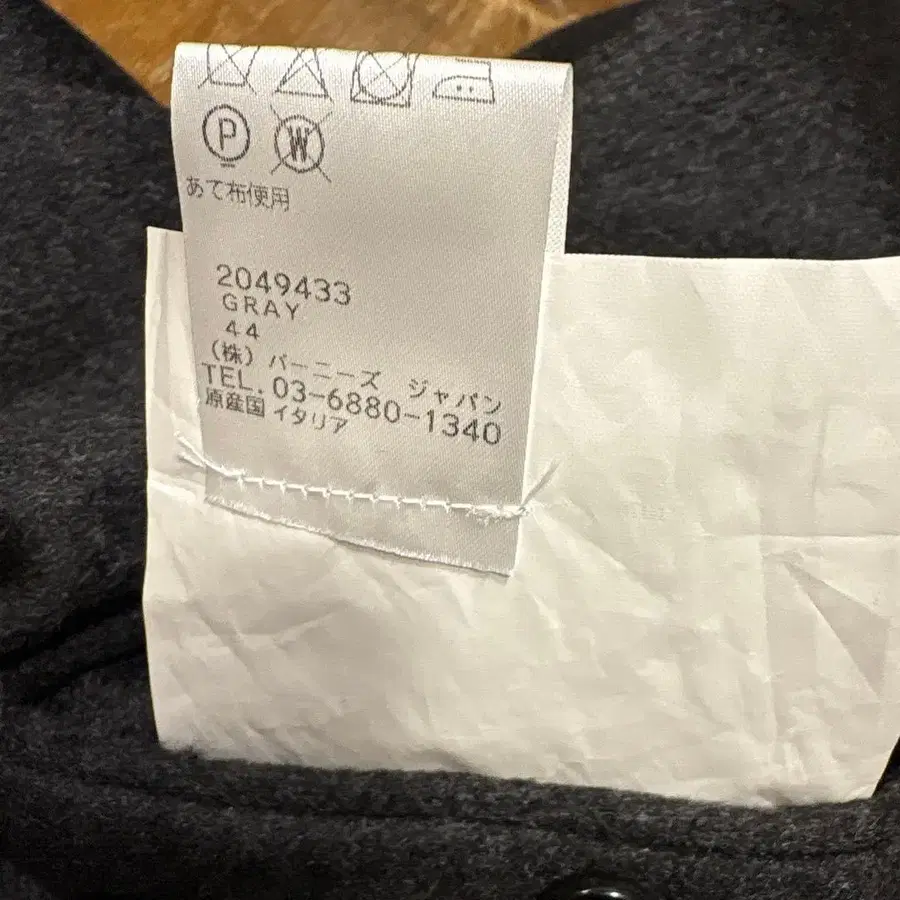 P
W
あて布使用
2049433
GRAY
44
(株) バーニーズ ジャパン
TEL. 03-6880-1340
原産国 イタリア